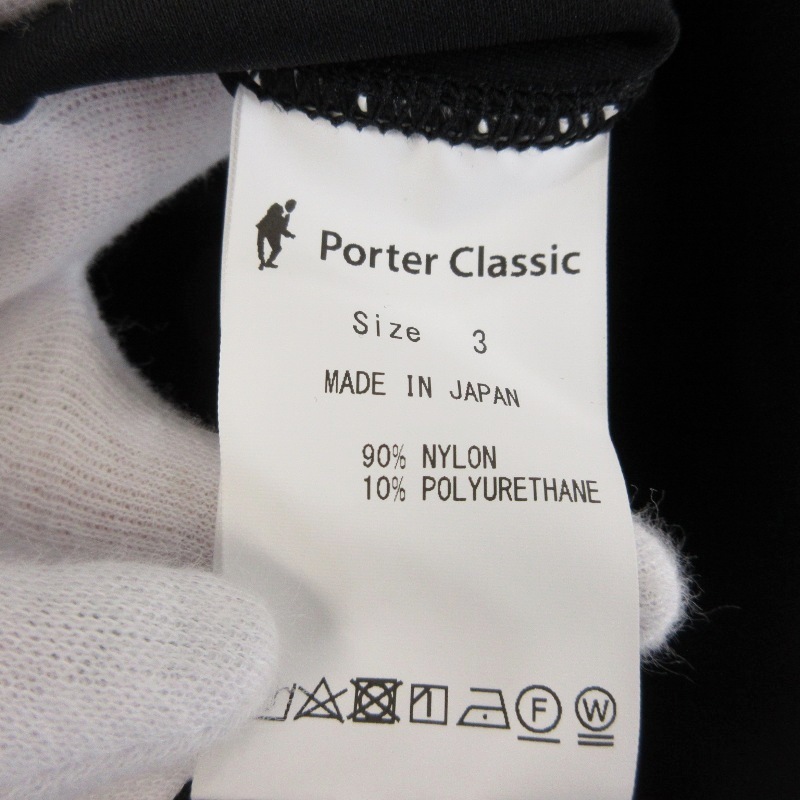 Porter Classic
Size 3
MADE IN JAPAN
90% NYLON
10% POLYURETHANE
F W